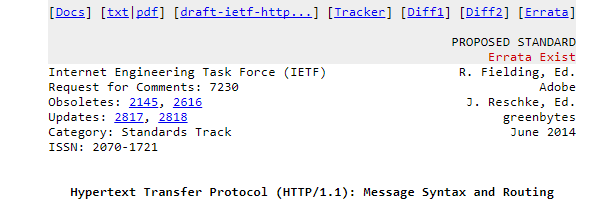 [Docs] [txt|pdf] [draft-ietf-http...] [Tracker] [Diff1] [Diff2] [Errata]
PROPOSED STANDARD
Errata Exist
Internet Engineering Task Force (IETF) R. Fielding, Ed.
Request for Comments: 7230 Adobe
Obsoletes: 2145, 2616 J. Reschke, Ed.
Updates: 2817, 2818 greenbytes
Category: Standards Track June 2014
ISSN: 2070-1721
Hypertext Transfer Protocol (HTTP/1.1): Message Syntax and Routing